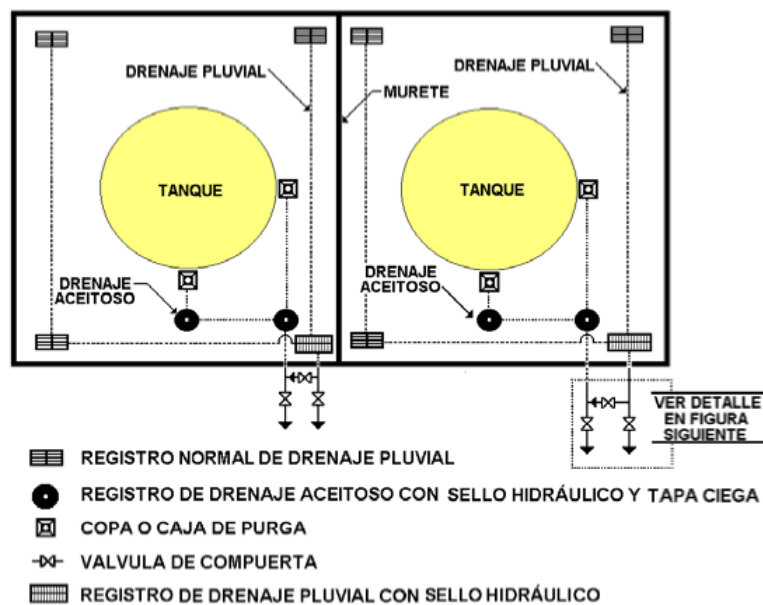 DRENAJE PLUVIAL
MURETE
DRENAJE PLUVIAL
TANQUE
TANQUE
DRENAJE
ACEITOSO
DRENAJE
ACEITOSO
VER DETALLE
EN FIGURA
SIGUIENTE
REGISTRO NORMAL DE DRENAJE PLUVIAL
REGISTRO DE DRENAJE ACEITOSO CON SELLO HIDRÁULICO Y TAPA CIEGA
COPA O CAJA DE PURGA
VALVULA DE COMPUERTA
REGISTRO DE DRENAJE PLUVIAL CON SELLO HIDRÁULICO